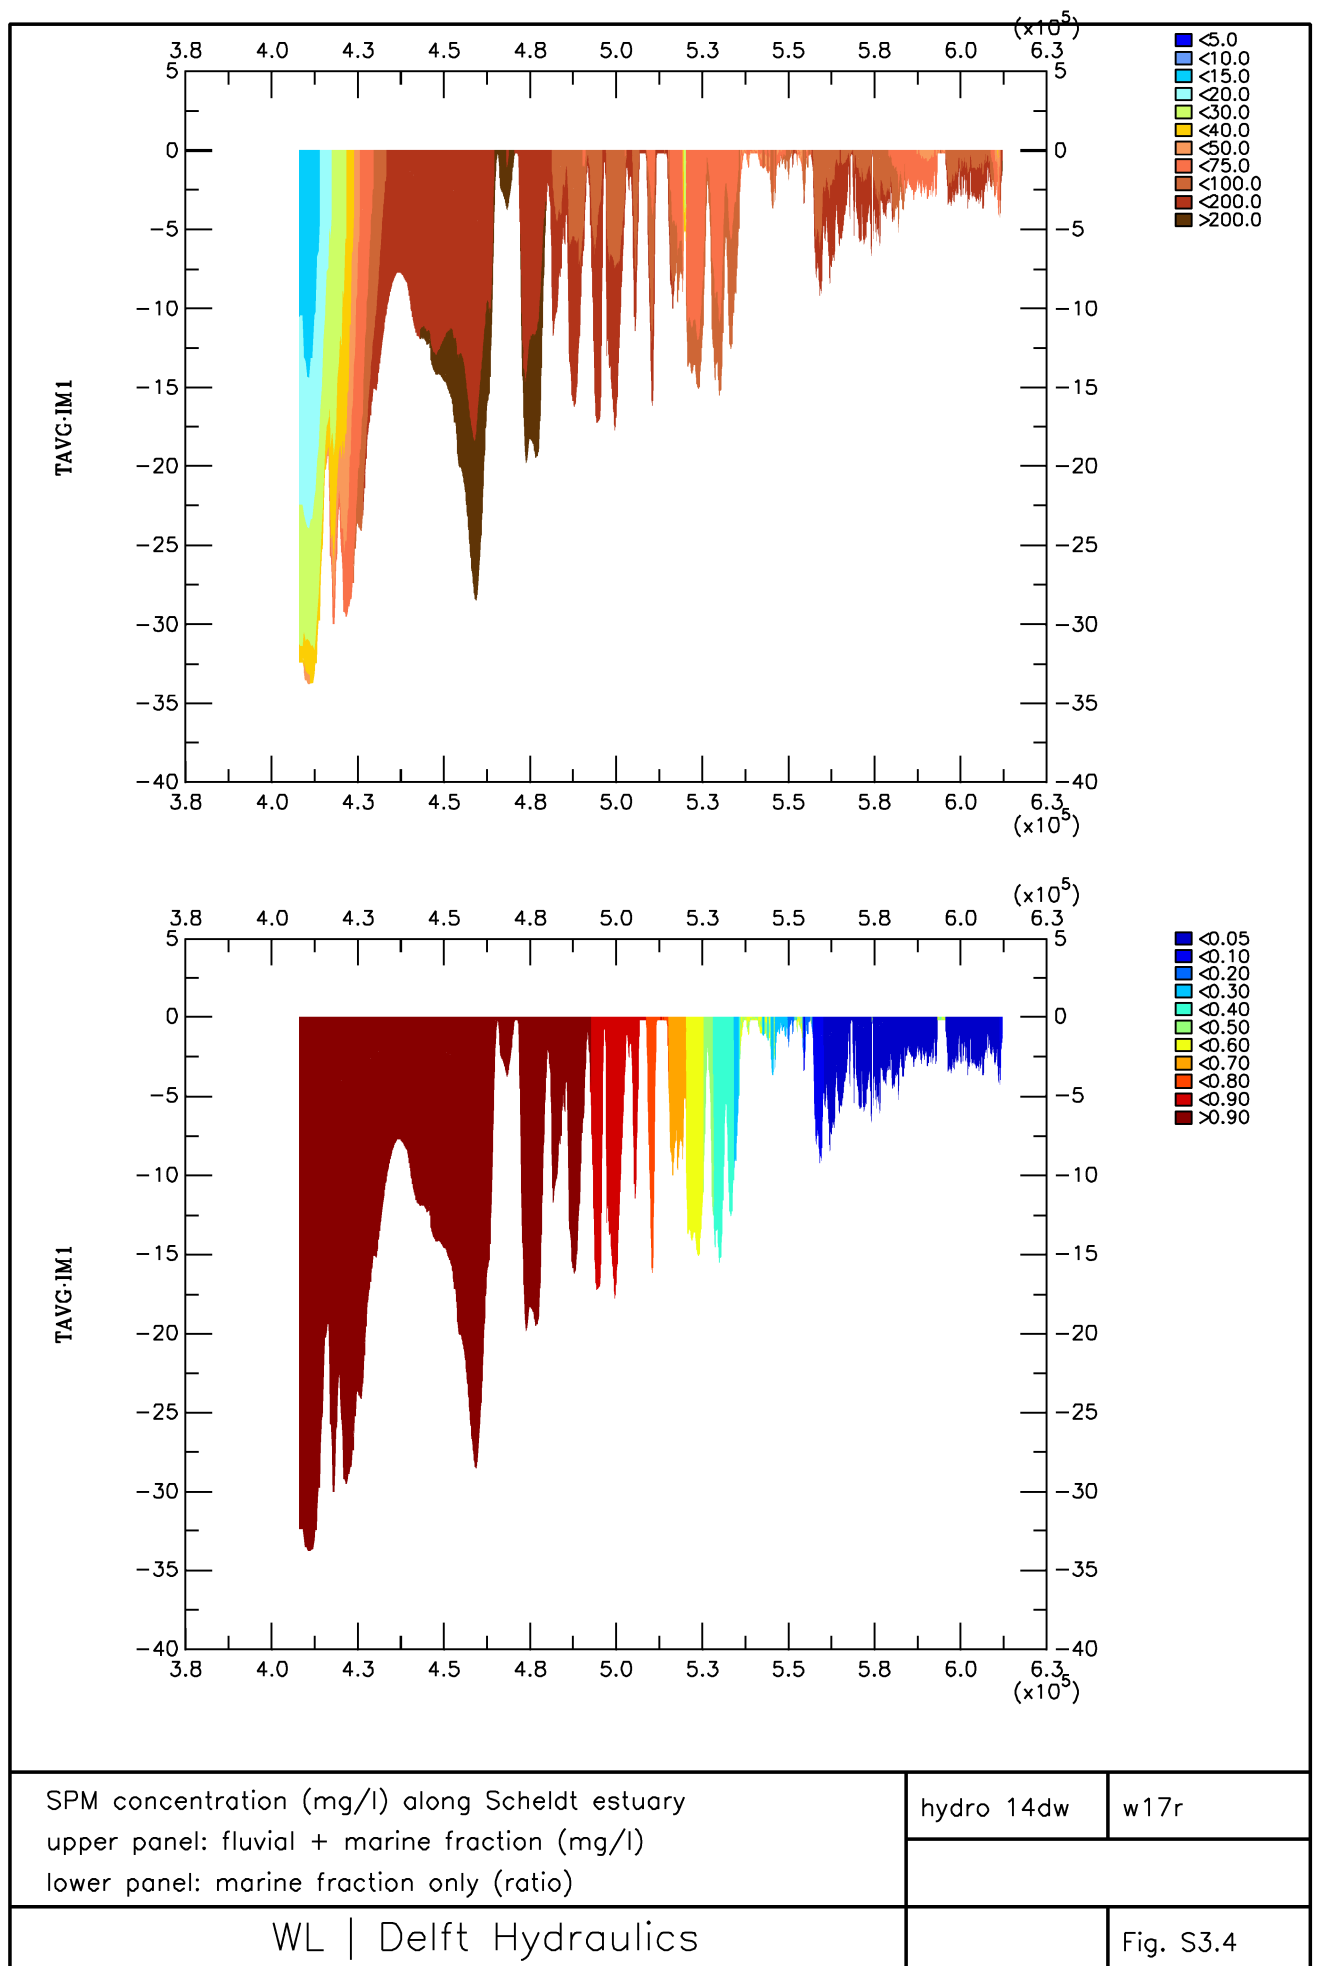 (x10⁵)
3.8 4.0 4.3 4.5 4.8 5.0 5.3 5.5 5.8 6.0 6.3
5 5
0 0
−5 −5
−10 −10
−15 −15
−20 −20
−25 −25
−30 −30
−35 −35
−40 −40
3.8 4.0 4.3 4.5 4.8 5.0 5.3 5.5 5.8 6.0 6.3
(x10⁵)
TAVG·IM1
<5.0
<10.0
<15.0
<20.0
<30.0
<40.0
<50.0
<75.0
<100.0
<200.0
>200.0
(x10⁵)
3.8 4.0 4.3 4.5 4.8 5.0 5.3 5.5 5.8 6.0 6.3
5 5
0 0
−5 −5
−10 −10
−15 −15
−20 −20
−25 −25
−30 −30
−35 −35
−40 −40
3.8 4.0 4.3 4.5 4.8 5.0 5.3 5.5 5.8 6.0 6.3
(x10⁵)
TAVG·IM1
<0.05
<0.10
<0.20
<0.30
<0.40
<0.50
<0.60
<0.70
<0.80
<0.90
>0.90
SPM concentration (mg/l) along Scheldt estuary
upper panel: fluvial + marine fraction (mg/l)
lower panel: marine fraction only (ratio)
hydro 14dw
w17r
WL | Delft Hydraulics
Fig. S3.4